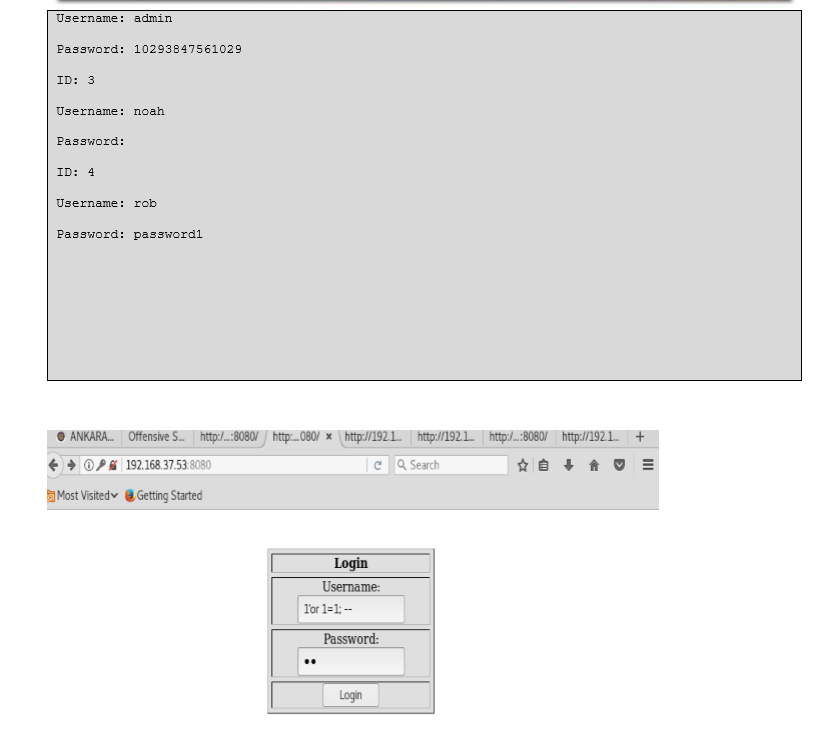 Username: admin
Password: 10293847561029
ID: 3
Username: noah
Password:
ID: 4
Username: rob
Password: password1
ANKARA... Offensive S... http:/...:8080/ http:...080/ × http://192.1... http://192.1... http:/...:8080/ http://192.1... +
192.168.37.53:8080 Search
Most Visited Getting Started
Login
Username:
1'or 1=1; --
Password:
••
Login